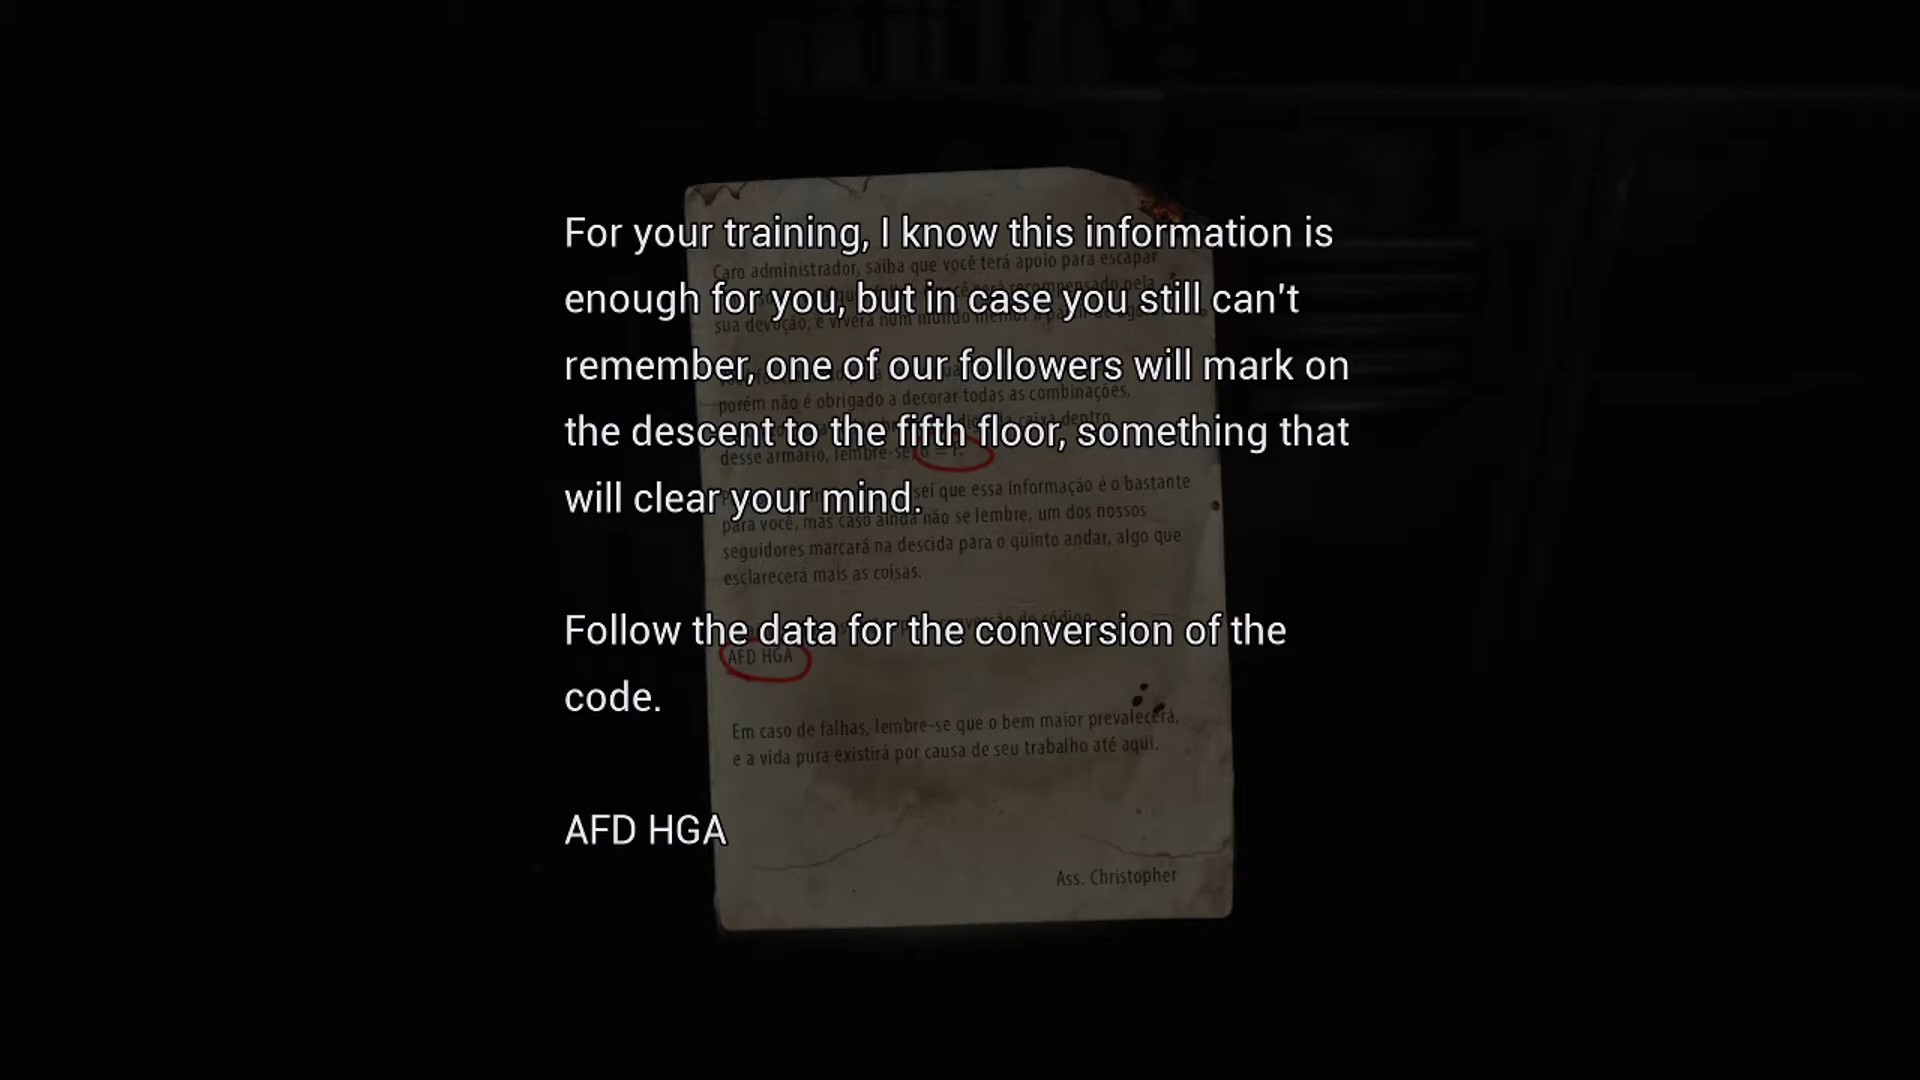 For your training, I know this information is
enough for you, but in case you still can't
remember, one of our followers will mark on
the descent to the fifth floor, something that
will clear your mind.
Follow the data for the conversion of the
code.
AFD HGA
Caro administrador, saiba que você terá apoio para escapar
recompensado pela
sua devoção, e viverá num mundo melhor
porém não é obrigado a decorar todas as combinações,
caixa dentro
desse armário, lembre-se
sei que essa informação é o bastante
para você, mas caso ainda não se lembre, um dos nossos
seguidores marcará na descida para o quinto andar, algo que
esclarecerá mais as coisas.
AFD HGA
Em caso de falhas, lembre-se que o bem maior prevalecerá,
e a vida pura existirá por causa de seu trabalho até aqui.
Ass. Christopher